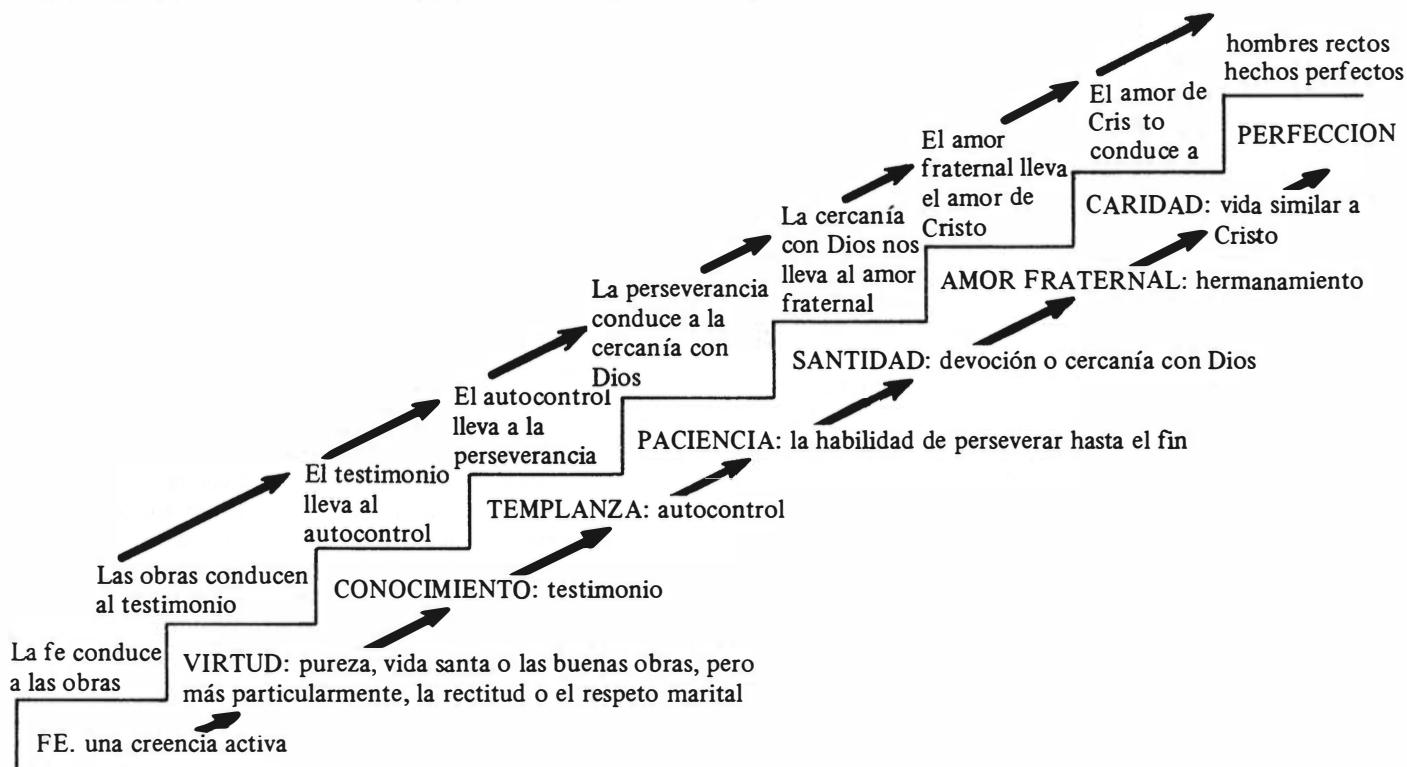 hombres rectos
hechos perfectos
El amor de
Cris to
conduce a
PERFECCION
El amor
fraternal lleva
el amor de
Cristo
CARIDAD: vida similar a
Cristo
La cercanía
con Dios nos
lleva al amor
fraternal
AMOR FRATERNAL: hermanamiento
La perseverancia
conduce a la
cercanía con
Dios
SANTIDAD: devoción o cercanía con Dios
El autocontrol
lleva a la
perseverancia
PACIENCIA: la habilidad de perseverar hasta el fin
El testimonio
lleva al
autocontrol
TEMPLANZA: autocontrol
Las obras conducen
al testimonio
CONOCIMIENTO: testimonio
La fe conduce
a las obras
VIRTUD: pureza, vida santa o las buenas obras, pero
más particularmente, la rectitud o el respeto marital
FE. una creencia activa